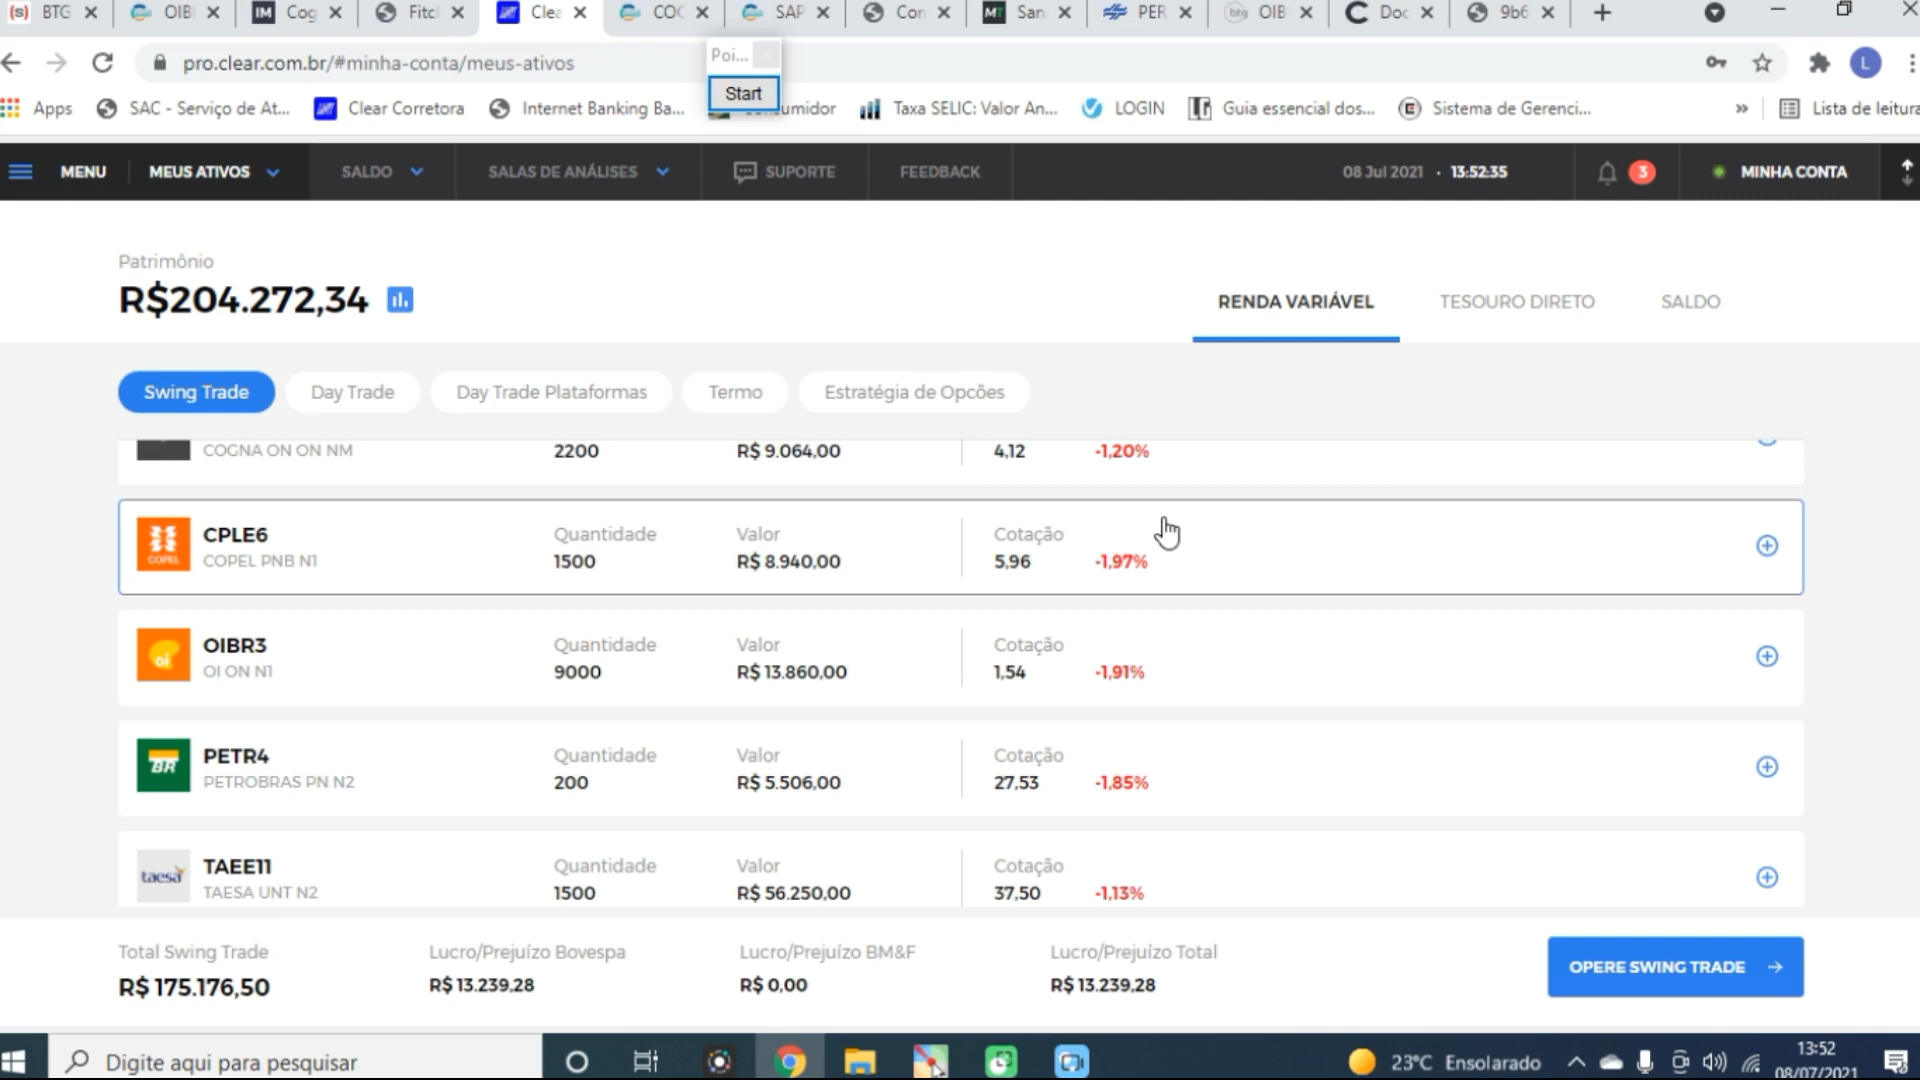 BTG
OIB
Cog
Fitcl
Clea
COC
SAP
Con
San
PER
OIB
Doc
9b6
pro.clear.com.br/#minha-conta/meus-ativos
Poi...
Start
Apps
SAC - Serviço de At...
Clear Corretora
Internet Banking Ba...
Taxa SELIC: Valor An...
LOGIN
Guia essencial dos...
Sistema de Gerenci...
»
Lista de leitura
MENU
MEUS ATIVOS
SALDO
SALAS DE ANÁLISES
SUPORTE
FEEDBACK
08 Jul 2021 · 13:52:35
3
MINHA CONTA
Patrimônio
R$204.272,34
RENDA VARIÁVEL
TESOURO DIRETO
SALDO
Swing Trade
Day Trade
Day Trade Plataformas
Termo
Estratégia de Opcões
COGNA ON ON NM 2200 R$ 9.064,00 4,12 -1,20%
CPLE6 Quantidade Valor Cotação
COPEL PNB N1 1500 R$ 8.940,00 5,96 -1,97%
OIBR3 Quantidade Valor Cotação
OI ON N1 9000 R$ 13.860,00 1,54 -1,91%
PETR4 Quantidade Valor Cotação
PETROBRAS PN N2 200 R$ 5.506,00 27,53 -1,85%
TAEE11 Quantidade Valor Cotação
TAESA UNT N2 1500 R$ 56.250,00 37,50 -1,13%
Total Swing Trade Lucro/Prejuízo Bovespa Lucro/Prejuízo BM&F Lucro/Prejuízo Total
R$ 175.176,50 R$ 13.239,28 R$ 0,00 R$ 13.239,28
OPERE SWING TRADE
Digite aqui para pesquisar
23°C Ensolarado
13:52
08/07/2021